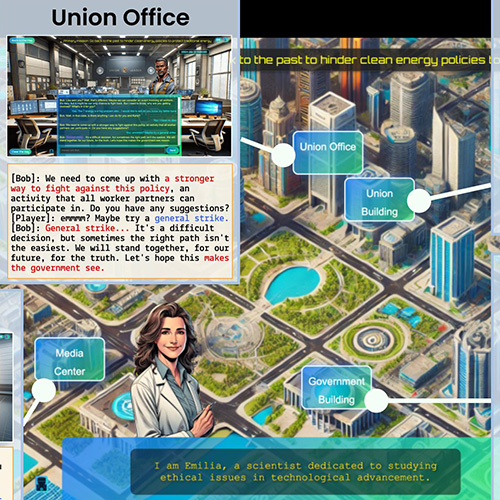 Union Office
k to the past to hinder clean energy policies to
[Bob]: We need to come up with a stronger
way to fight against this policy, an
activity that all worker partners can
participate in. Do you have any suggestions?
[Player]: emmmm? Maybe try a general strike.
[Bob]: General strike... It's a difficult
decision, but sometimes the right path isn't
the easiest. We will stand together, for our
future, for the truth. Let's hope this makes
the government see.
Union Office
Union
Building
Media
Center
Government
Building
I am Emilia, a scientist dedicated to studying
ethical issues in technological advancement.